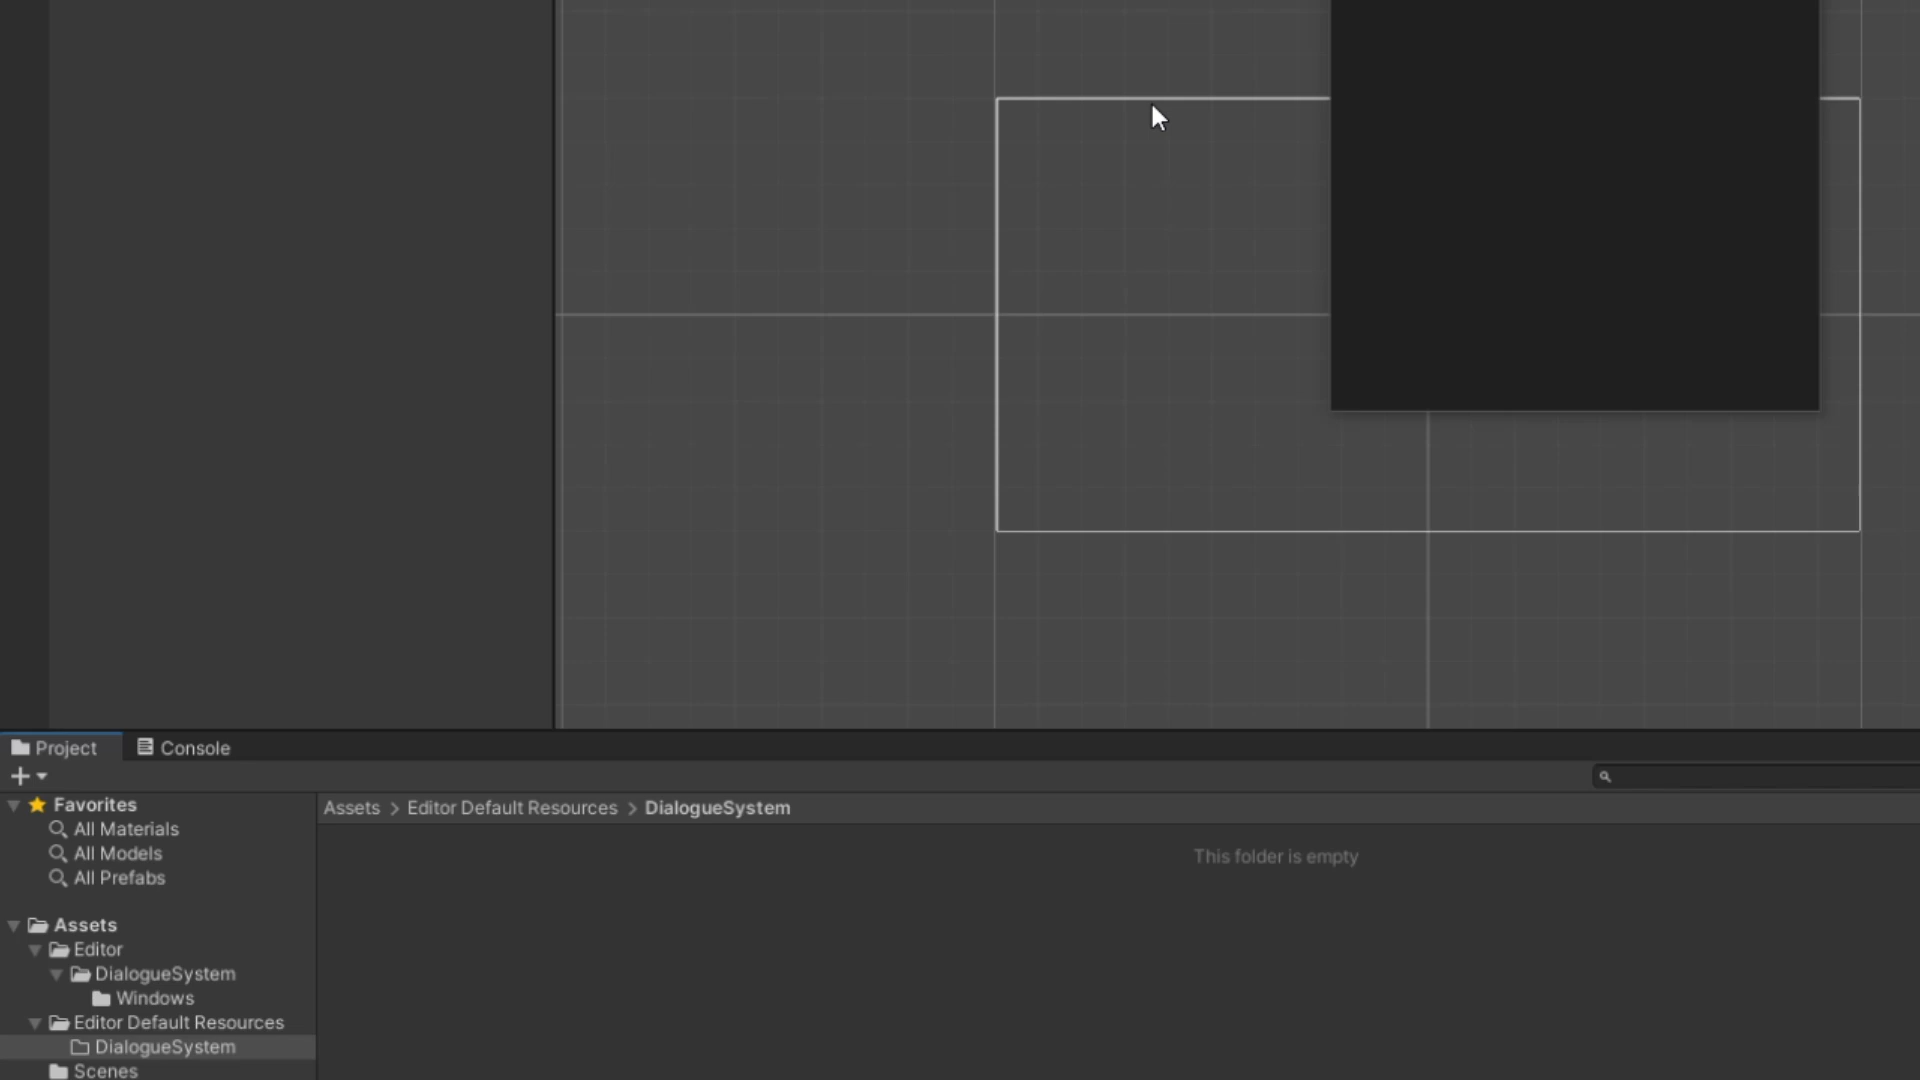 Project
Console
Favorites
All Materials
All Models
All Prefabs
Assets
Editor
DialogueSystem
Windows
Editor Default Resources
DialogueSystem
Scenes
Assets > Editor Default Resources > DialogueSystem
This folder is empty